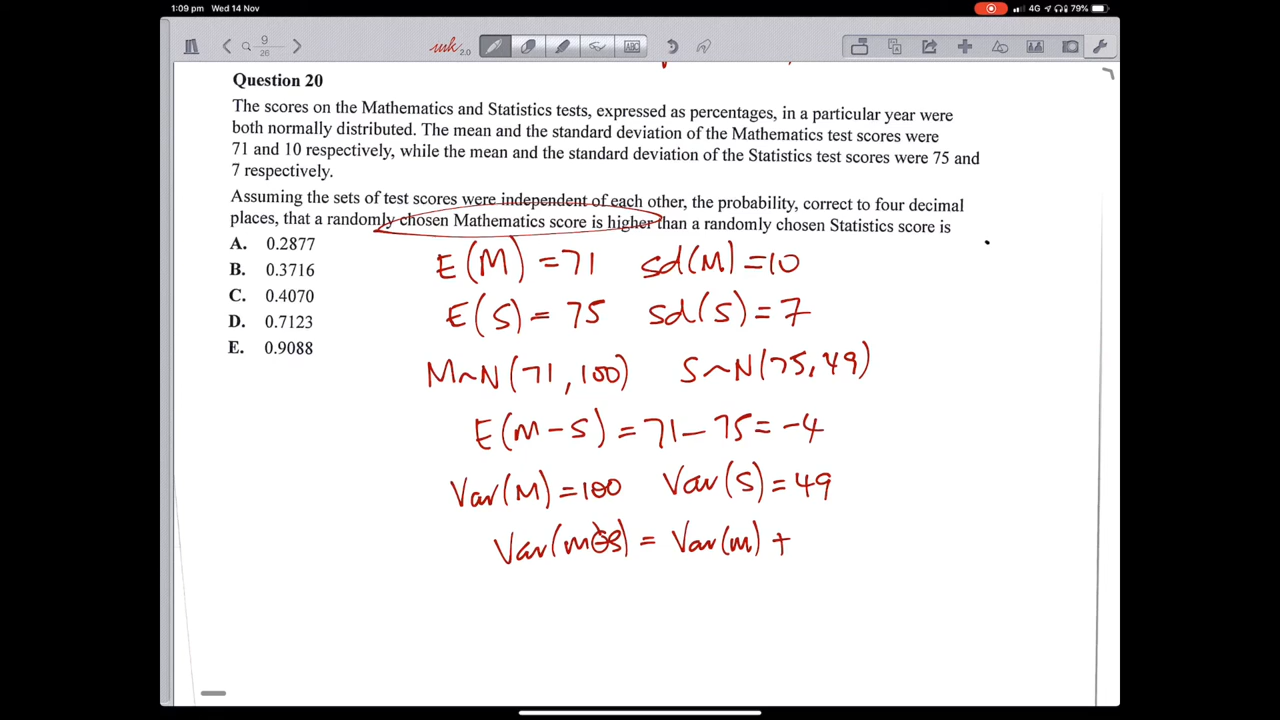 1:09 pm Wed 14 Nov
4G 79%
9
26
mk 2.0
ABC
Question 20
The scores on the Mathematics and Statistics tests, expressed as percentages, in a particular year were
both normally distributed. The mean and the standard deviation of the Mathematics test scores were
71 and 10 respectively, while the mean and the standard deviation of the Statistics test scores were 75 and
7 respectively.
Assuming the sets of test scores were independent of each other, the probability, correct to four decimal
places, that a randomly chosen Mathematics score is higher than a randomly chosen Statistics score is
A. 0.2877
B. 0.3716
C. 0.4070
D. 0.7123
E. 0.9088
E(M) = 71 sd(M) = 10
E(S) = 75 sd(S) = 7
M~N(71, 100) S~N(75, 49)
E(M - S) = 71 - 75 = -4
Var(M) = 100 Var(S) = 49
Var(M-S) = Var(M) +